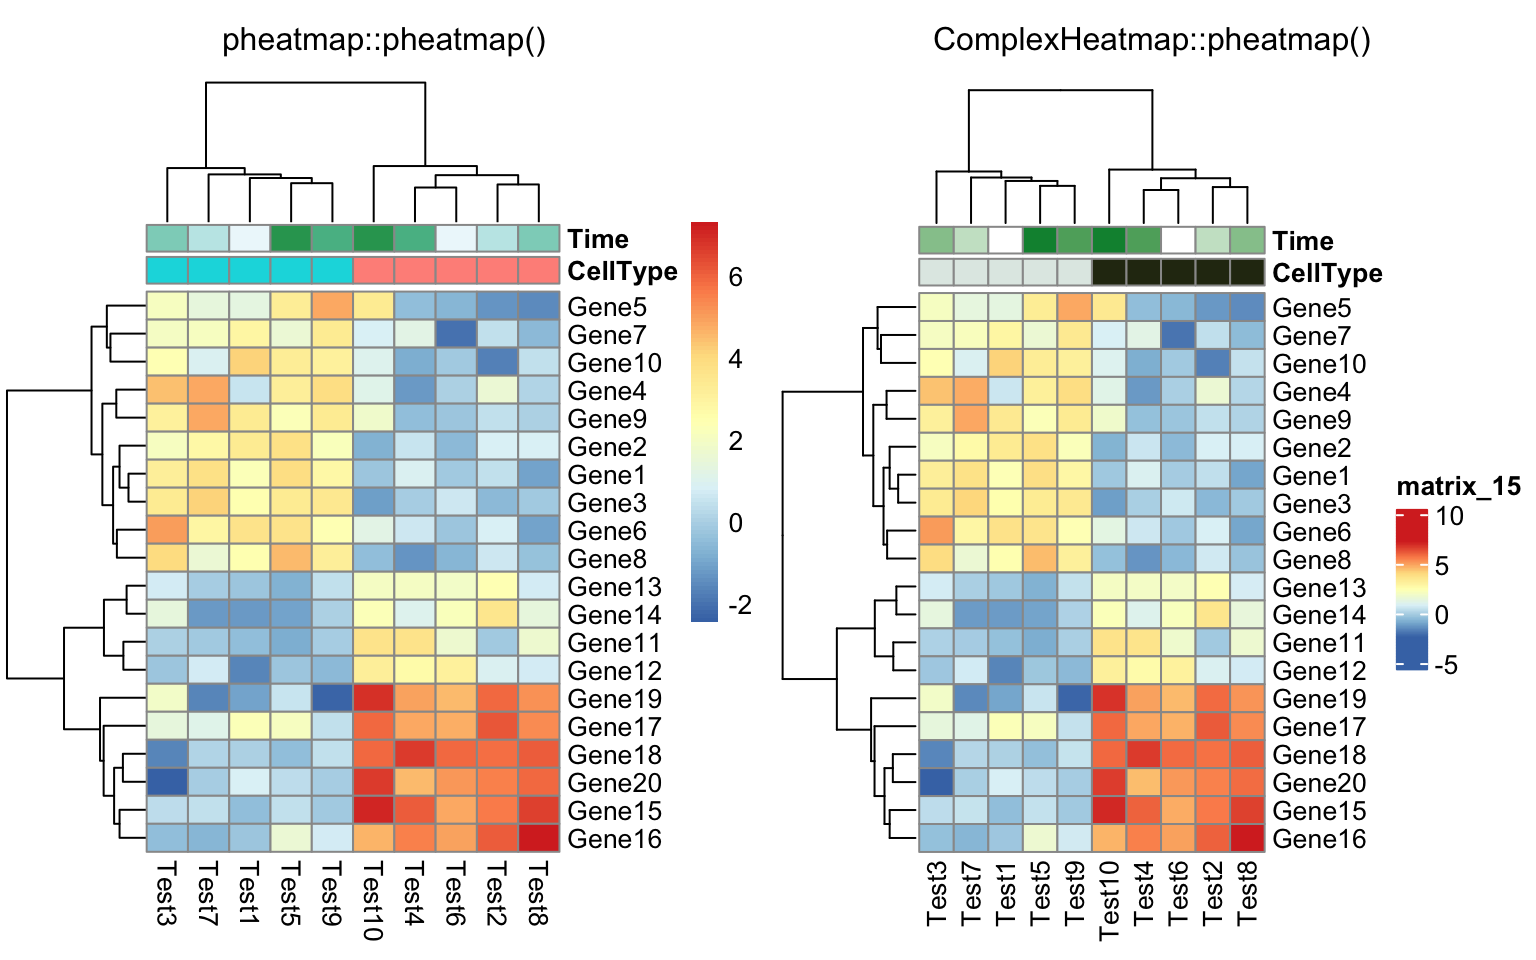 pheatmap::pheatmap()
Time
CellType
Gene5
Gene7
Gene10
Gene4
Gene9
Gene2
Gene1
Gene3
Gene6
Gene8
Gene13
Gene14
Gene11
Gene12
Gene19
Gene17
Gene18
Gene20
Gene15
Gene16
Test3
Test7
Test1
Test5
Test9
Test10
Test4
Test6
Test2
Test8
6
4
2
0
-2
ComplexHeatmap::pheatmap()
Time
CellType
Gene5
Gene7
Gene10
Gene4
Gene9
Gene2
Gene1
Gene3
Gene6
Gene8
Gene13
Gene14
Gene11
Gene12
Gene19
Gene17
Gene18
Gene20
Gene15
Gene16
Test3
Test7
Test1
Test5
Test9
Test10
Test4
Test6
Test2
Test8
matrix_15
10
5
0
-5